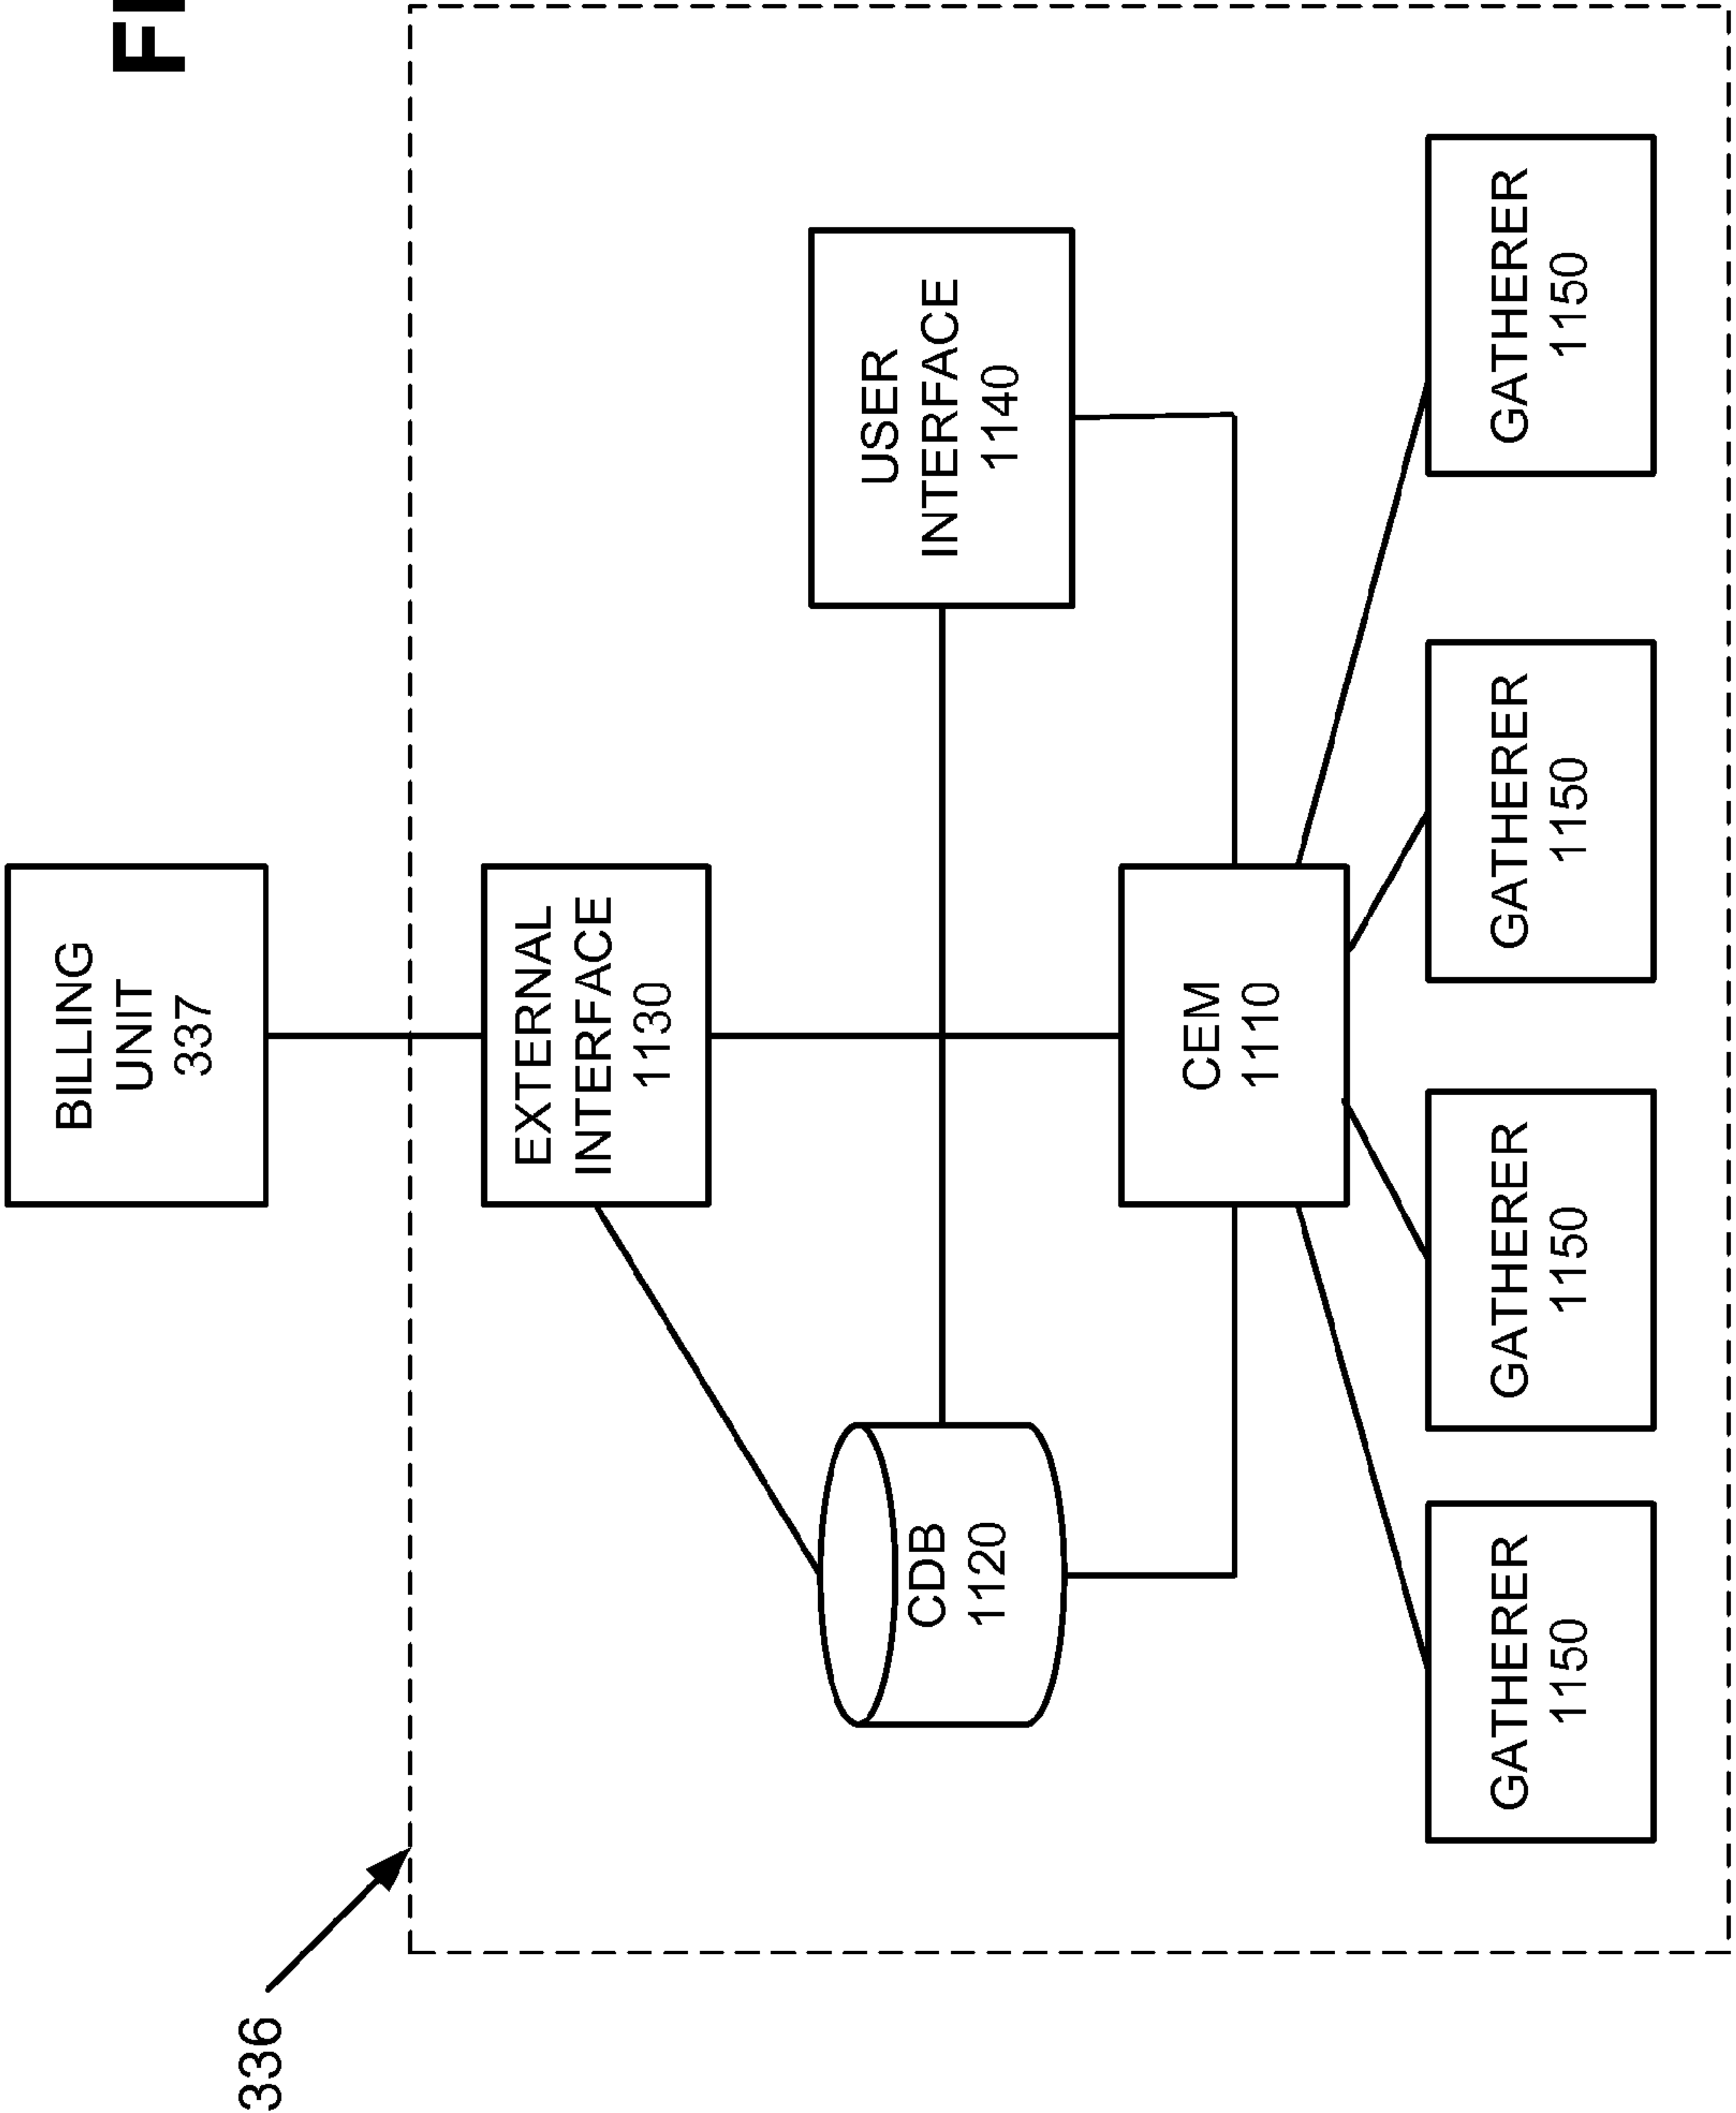 FI
BILLING
UNIT
337
336
EXTERNAL
INTERFACE
1130
CDB
1120
USER
INTERFACE
1140
CEM
1110
GATHERER
1150
GATHERER
1150
GATHERER
1150
GATHERER
1150